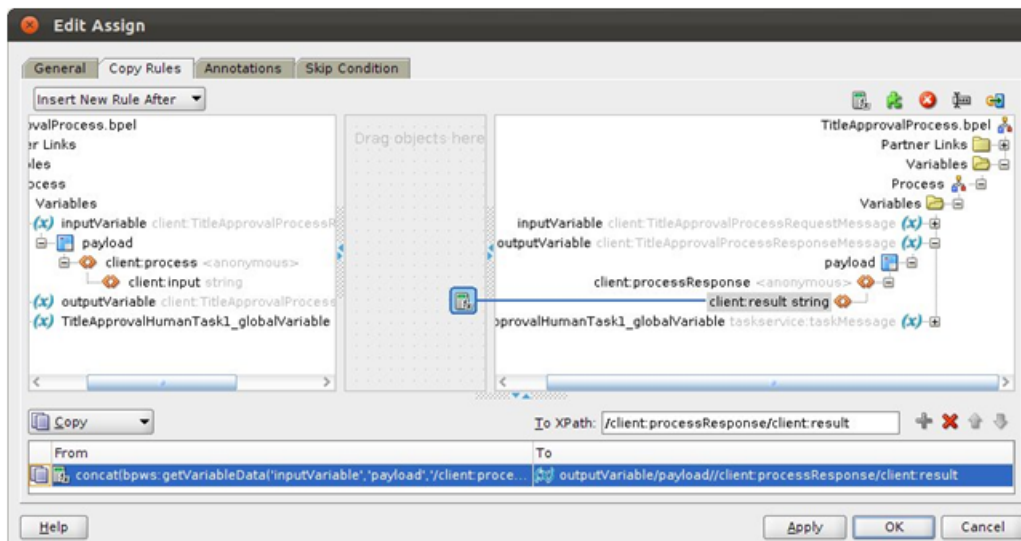 Edit Assign
General
Copy Rules
Annotations
Skip Condition
Insert New Rule After
ovalProcess.bpel
er Links
les
ocess
Variables
(x) inputVariable client:TitleApprovalProcessR
payload
client:process <anonymous>
client:input string
(x) outputVariable client:TitleApprovalProcess
(x) TitleApprovalHumanTask1_globalVariable
Drag objects here
TitleApprovalProcess.bpel
Partner Links
Variables
Process
Variables
inputVariable client:TitleApprovalProcessRequestMessage (x)
outputVariable client:TitleApprovalProcessResponseMessage (x)
payload
client:processResponse <anonymous>
client:result string
pprovalHumanTask1_globalVariable taskservice:taskMessage (x)
Copy
To XPath: /client:processResponse/client:result
From
To
concat(bpws:getVariableData('inputVariable','payload','/client:proce...
outputVariable/payload//client:processResponse/client:result
Help
Apply
OK
Cancel